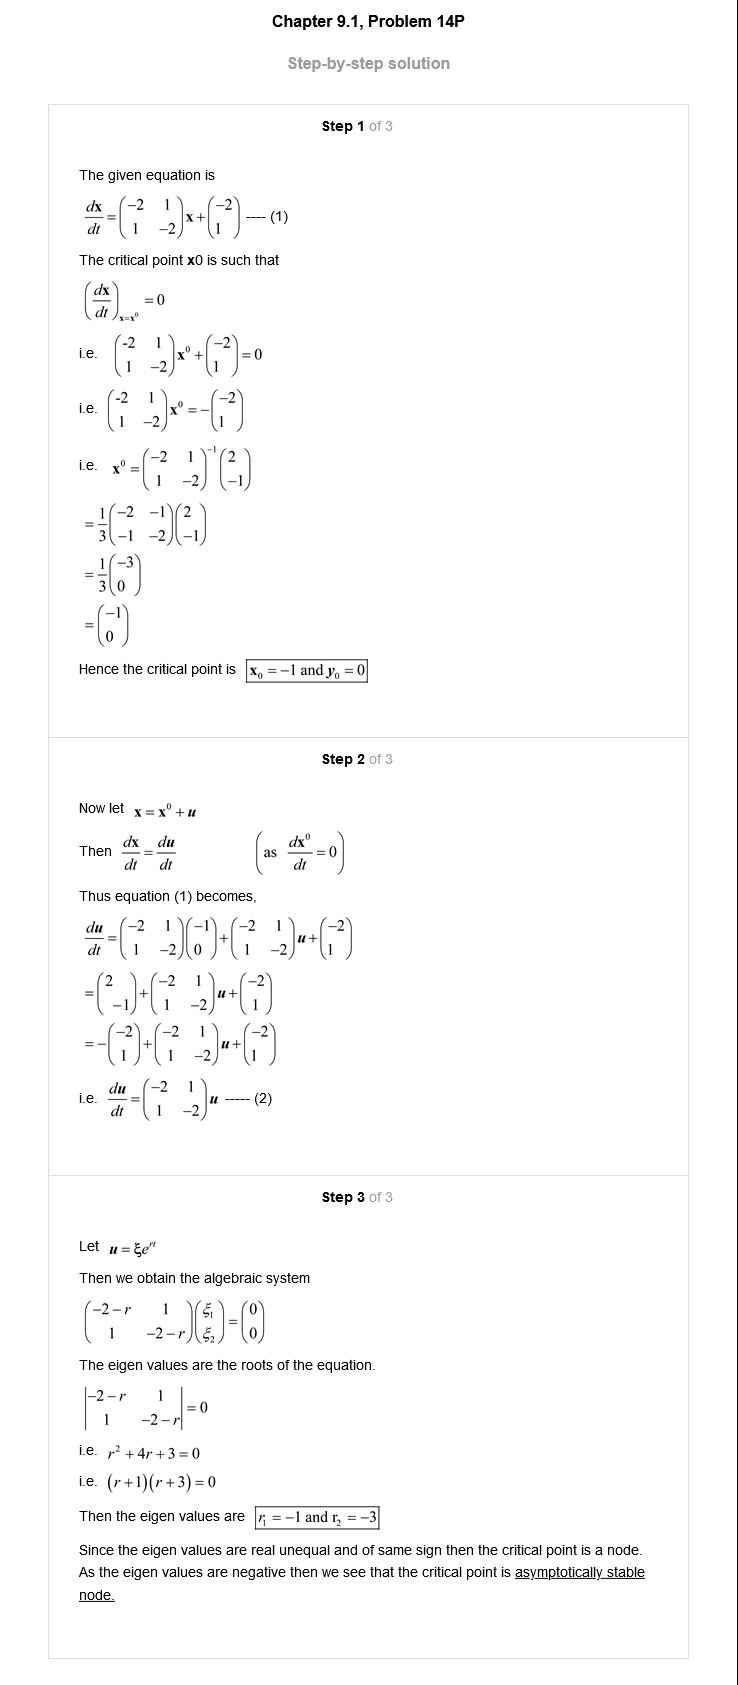 Chapter 9.1, Problem 14P
Step-by-step solution
Step 1 of 3
The given equation is
$\frac{d\mathbf{x}}{dt} = \begin{pmatrix} -2 & 1 \\ 1 & -2 \end{pmatrix} \mathbf{x} + \begin{pmatrix} -2 \\ 1 \end{pmatrix}$ ---- (1)
The critical point x0 is such that
$\left(\frac{d\mathbf{x}}{dt}\right)_{\mathbf{x}=\mathbf{x}^0} = 0$
i.e. $\begin{pmatrix} -2 & 1 \\ 1 & -2 \end{pmatrix} \mathbf{x}^0 + \begin{pmatrix} -2 \\ 1 \end{pmatrix} = 0$
i.e. $\begin{pmatrix} -2 & 1 \\ 1 & -2 \end{pmatrix} \mathbf{x}^0 = -\begin{pmatrix} -2 \\ 1 \end{pmatrix}$
i.e. $\mathbf{x}^0 = \begin{pmatrix} -2 & 1 \\ 1 & -2 \end{pmatrix}^{-1} \begin{pmatrix} 2 \\ -1 \end{pmatrix}$
$= \frac{1}{3} \begin{pmatrix} -2 & -1 \\ -1 & -2 \end{pmatrix} \begin{pmatrix} 2 \\ -1 \end{pmatrix}$
$= \frac{1}{3} \begin{pmatrix} -3 \\ 0 \end{pmatrix}$
$= \begin{pmatrix} -1 \\ 0 \end{pmatrix}$
Hence the critical point is $\mathbf{x}_0 = -1$ and $y_0 = 0$
Step 2 of 3
Now let $\mathbf{x} = \mathbf{x}^0 + u$
Then $\frac{d\mathbf{x}}{dt} = \frac{du}{dt}$ $\left(\text{as } \frac{d\mathbf{x}^0}{dt} = 0\right)$
Thus equation (1) becomes,
$\frac{du}{dt} = \begin{pmatrix} -2 & 1 \\ 1 & -2 \end{pmatrix} \begin{pmatrix} -1 \\ 0 \end{pmatrix} + \begin{pmatrix} -2 & 1 \\ 1 & -2 \end{pmatrix} u + \begin{pmatrix} -2 \\ 1 \end{pmatrix}$
$= \begin{pmatrix} 2 \\ -1 \end{pmatrix} + \begin{pmatrix} -2 & 1 \\ 1 & -2 \end{pmatrix} u + \begin{pmatrix} -2 \\ 1 \end{pmatrix}$
$= -\begin{pmatrix} -2 \\ 1 \end{pmatrix} + \begin{pmatrix} -2 & 1 \\ 1 & -2 \end{pmatrix} u + \begin{pmatrix} -2 \\ 1 \end{pmatrix}$
i.e. $\frac{du}{dt} = \begin{pmatrix} -2 & 1 \\ 1 & -2 \end{pmatrix} u$ ----- (2)
Step 3 of 3
Let $u = \xi e^{rt}$
Then we obtain the algebraic system
$\begin{pmatrix} -2-r & 1 \\ 1 & -2-r \end{pmatrix} \begin{pmatrix} \xi_1 \\ \xi_2 \end{pmatrix} = \begin{pmatrix} 0 \\ 0 \end{pmatrix}$
The eigen values are the roots of the equation.
$\begin{vmatrix} -2-r & 1 \\ 1 & -2-r \end{vmatrix} = 0$
i.e. $r^2 + 4r + 3 = 0$
i.e. $(r+1)(r+3) = 0$
Then the eigen values are $r_1 = -1$ and $r_2 = -3$
Since the eigen values are real unequal and of same sign then the critical point is a node.
As the eigen values are negative then we see that the critical point is asymptotically stable
node.